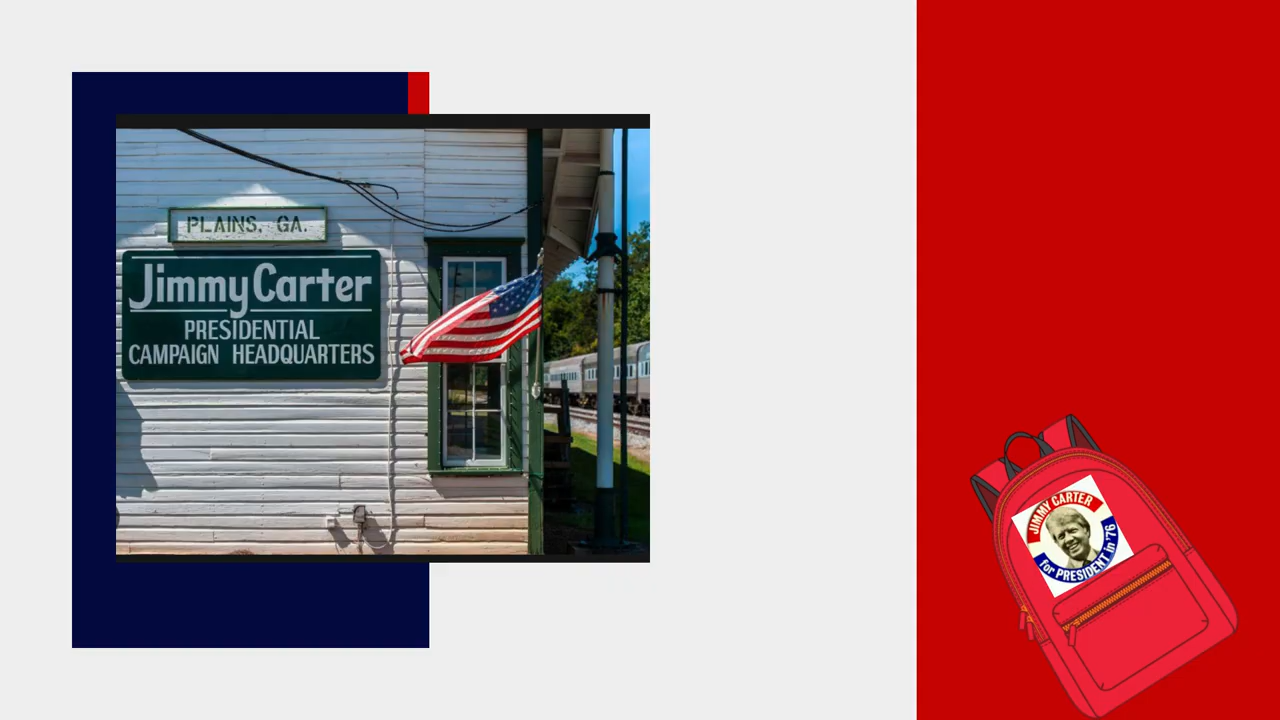 PLAINS, GA.
Jimmy Carter
PRESIDENTIAL
CAMPAIGN HEADQUARTERS
JIMMY CARTER
for PRESIDENT in '76